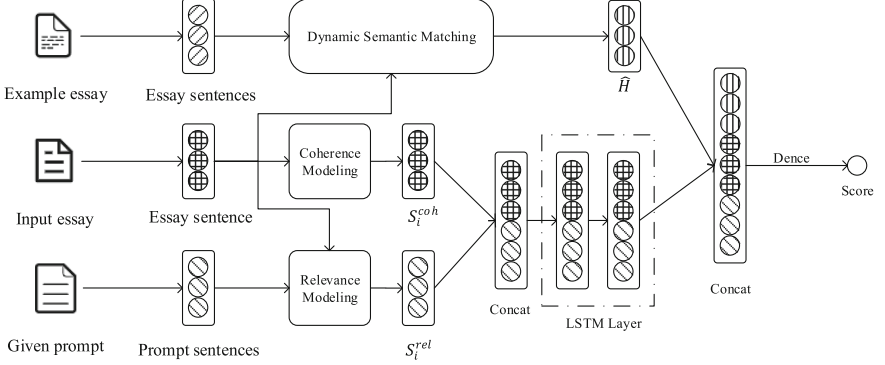 Example essay
Essay sentences
Dynamic Semantic Matching
Ĥ
Input essay
Essay sentence
Coherence
Modeling
S_i^{coh}
Given prompt
Prompt sentences
Relevance
Modeling
S_i^{rel}
Concat
LSTM Layer
Concat
Dence
Score